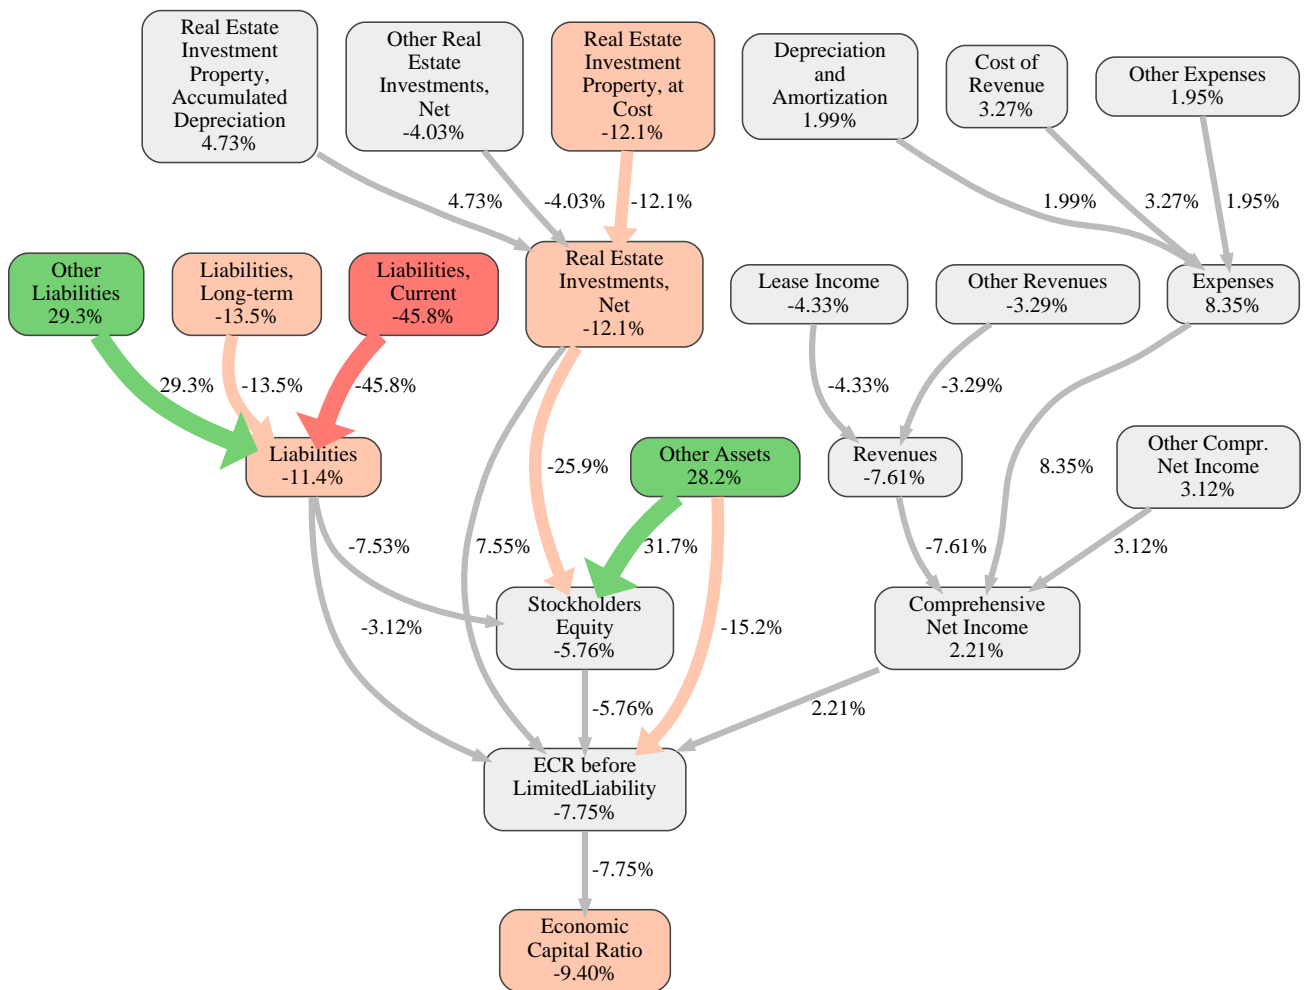 Real Estate
Investment
Property,
Accumulated
Depreciation
4.73%
Other Real
Estate
Investments,
Net
-4.03%
Real Estate
Investment
Property, at
Cost
-12.1%
Depreciation
and
Amortization
1.99%
Cost of
Revenue
3.27%
Other Expenses
1.95%
4.73%
-4.03%
-12.1%
1.99%
3.27%
1.95%
Other
Liabilities
29.3%
Liabilities,
Long-term
-13.5%
Liabilities,
Current
-45.8%
Real Estate
Investments,
Net
-12.1%
Lease Income
-4.33%
Other Revenues
-3.29%
Expenses
8.35%
29.3%
-13.5%
-45.8%
-4.33%
-3.29%
Liabilities
-11.4%
-25.9%
Other Assets
28.2%
Revenues
-7.61%
8.35%
Other Compr.
Net Income
3.12%
-7.53%
7.55%
31.7%
-7.61%
3.12%
-3.12%
Stockholders
Equity
-5.76%
-15.2%
Comprehensive
Net Income
2.21%
-5.76%
2.21%
ECR before
LimitedLiability
-7.75%
-7.75%
Economic
Capital Ratio
-9.40%